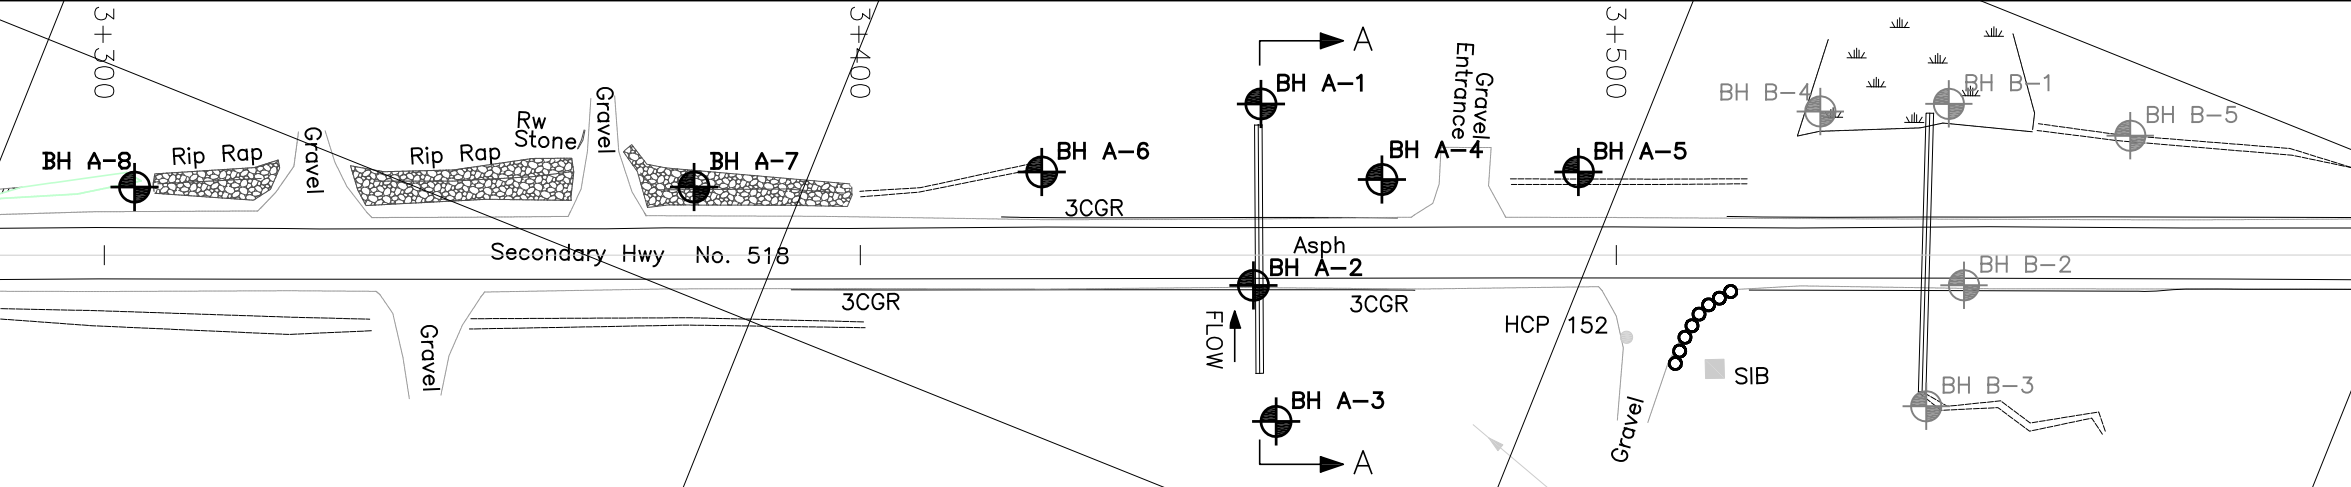 3+300
3+400
3+500
A
BH A-1
Gravel
Entrance
BH B-4
BH B-1
BH B-5
Rw
Stone
Gravel
Gravel
BH A-8
Rip Rap
Rip Rap
BH A-7
BH A-6
BH A-4
BH A-5
3CGR
Secondary Hwy No. 518
Asph
BH A-2
BH B-2
3CGR
3CGR
FLOW
HCP 152
Gravel
SIB
BH B-3
BH A-3
Gravel
A